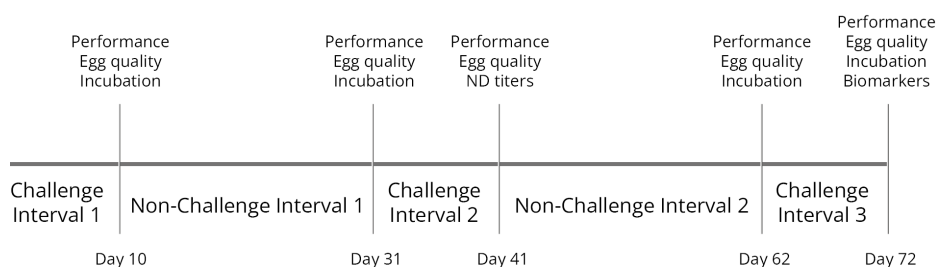 Performance
Egg quality
Incubation
Performance
Egg quality
Incubation
Performance
Egg quality
ND titers
Performance
Egg quality
Incubation
Performance
Egg quality
Incubation
Biomarkers
Challenge
Interval 1
Non-Challenge Interval 1
Challenge
Interval 2
Non-Challenge Interval 2
Challenge
Interval 3
Day 10
Day 31
Day 41
Day 62
Day 72